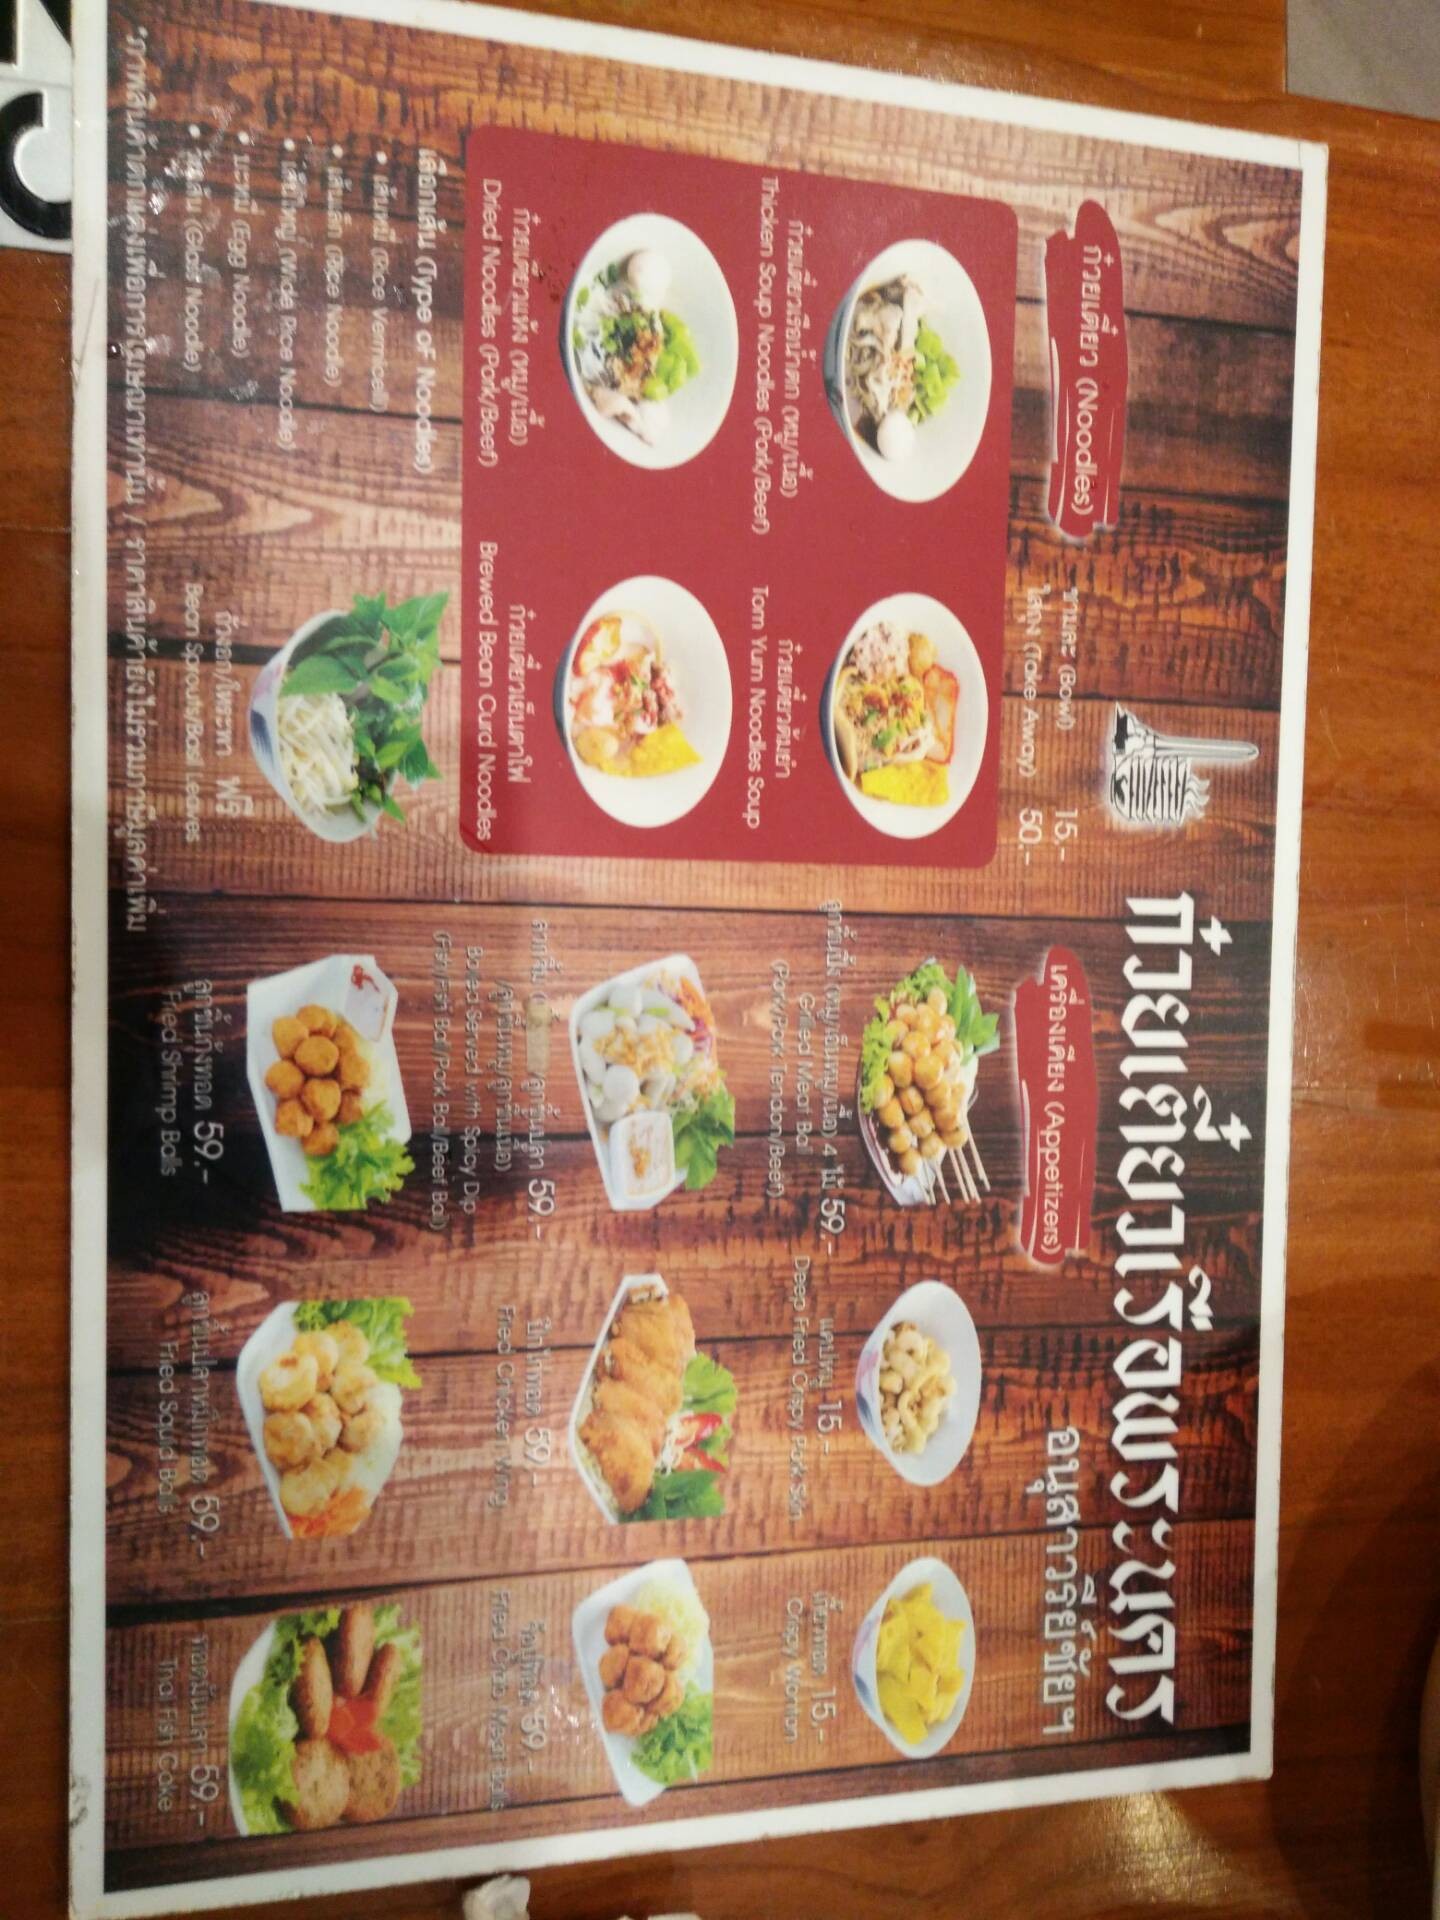 ก๋วยเตี๋ยวเรือพระนคร
อนุสาวรีย์ชัยฯ
ก๋วยเตี๋ยว (Noodles)
ชามละ (Bowl) 15.-
ใส่ถุง (Take Away) 50.-
ก๋วยเตี๋ยวเรือน้ำตก (หมู/เนื้อ)
Thicken Soup Noodles (Pork/Beef)
ก๋วยเตี๋ยวต้มยำ
Tom Yum Noodles Soup
ก๋วยเตี๋ยวแห้ง (หมู/เนื้อ)
Dried Noodles (Pork/Beef)
ก๋วยเตี๋ยวเย็นตาโฟ
Brewed Bean Curd Noodles
เลือกเส้น (Type of Noodles)
• เส้นหมี่ (Rice Vermicelli)
• เส้นเล็ก (Rice Noodle)
• เส้นใหญ่ (Wide Rice Noodle)
• บะหมี่ (Egg Noodle)
• วุ้นเส้น (Glass Noodle)
ถั่วงอก/โหระพา ฟรี
Bean Sprouts/Basil Leaves
เครื่องเคียง (Appetizers)
ลูกชิ้นปิ้ง (หมู/เอ็นหมู/เนื้อ) 4 ไม้ 59.-
Grilled Meat Ball
(Pork/Pork Tendon/Beef)
แคบหมู 15.-
Deep Fried Crispy Pork Skin
เกี๊ยวทอด 15.-
Crispy Wonton
ลวกจิ้ม ลูกชิ้นปลา 59.-
/ลูกชิ้นหมู/ลูกชิ้นเนื้อ)
Boiled Served with Spicy Dip
(Fish/Fish Ball/Pork Ball/Beef Ball)
ปีกไก่ทอด 59.-
Fried Chicken Wing
59.-
Fried Crab Meat Balls
ลูกชิ้นกุ้งทอด 59.-
Fried Shrimp Balls
ลูกชิ้นปลาหมึกทอด 59.-
Fried Squid Balls
ทอดมันปลา 59.-
Thai Fish Cake
*ภาพสินค้าตกแต่งเพื่อการโฆษณาเท่านั้น / ราคาสินค้ายังไม่รวมภาษีมูลค่าเพิ่ม